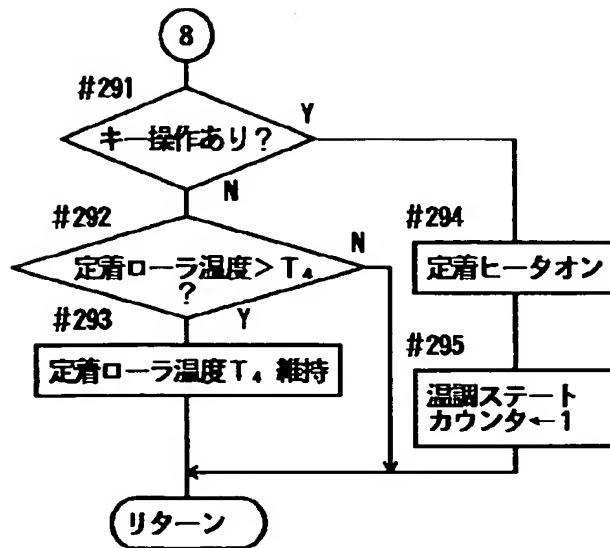 8
#291
キー操作あり?
Y
N
#292
定着ローラ温度>T₄
?
N
Y
#293
定着ローラ温度T₄ 維持
#294
定着ヒータオン
#295
温調ステート
カウンタ←1
リターン